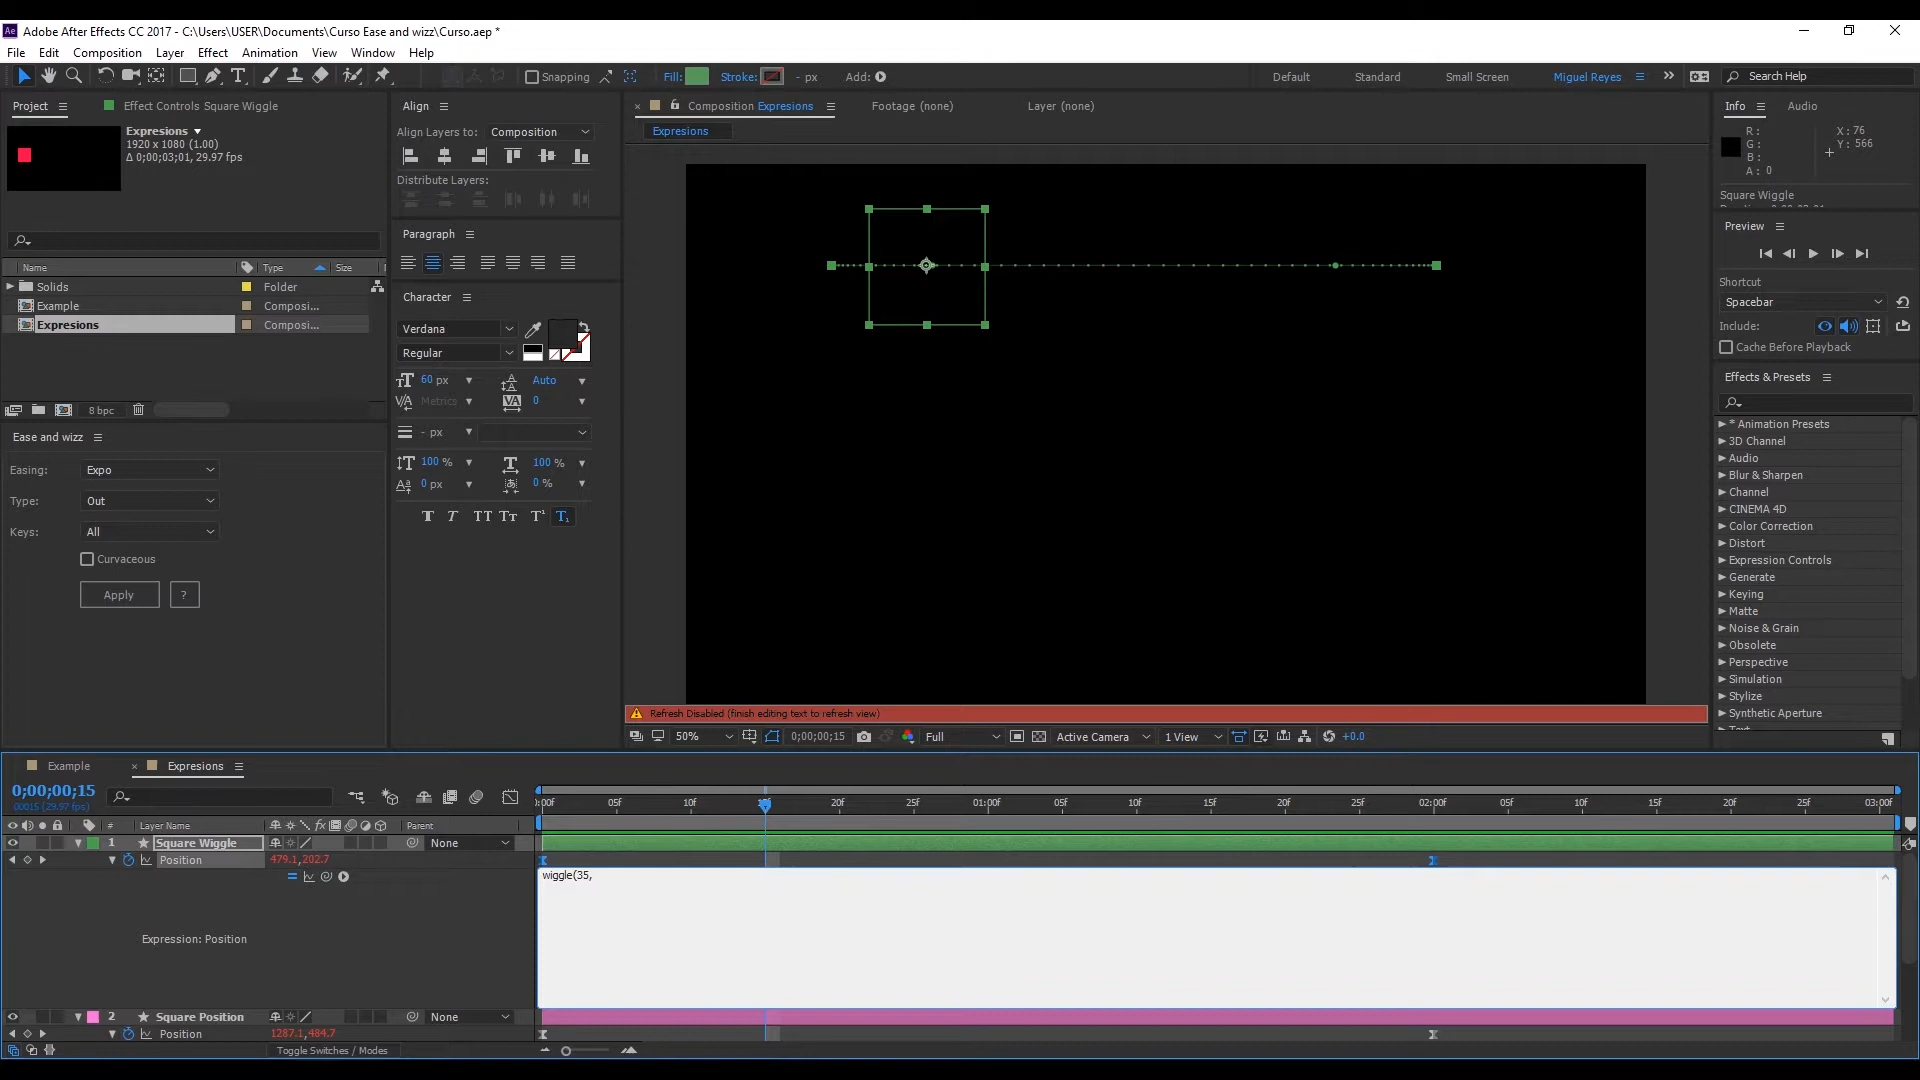 Adobe After Effects CC 2017 - C:\Users\USER\Documents\Curso Ease and wizz\Curso.aep *
File Edit Composition Layer Effect Animation View Window Help
Snapping Fill: Stroke: - px Add: Default Standard Small Screen Miguel Reyes Search Help
Project Effect Controls Square Wiggle
Expresions
1920 x 1080 (1.00)
Δ 0;00;03;01, 29.97 fps
Name Type Size
Solids Folder
Example Composi...
Expresions Composi...
8 bpc
Ease and wizz
Easing: Expo
Type: Out
Keys: All
Curvaceous
Apply ?
Align
Align Layers to: Composition
Distribute Layers:
Paragraph
Character
Verdana
Regular
60 px Auto
Metrics 0
- px
100 % 100 %
0 px 0 %
T T TT Tt T¹ T₁
Composition Expresions Footage (none) Layer (none)
Expresions
Refresh Disabled (finish editing text to refresh view)
50% 0;00;00;15 Full Active Camera 1 View +0.0
Info Audio
R: X: 76
G: Y: 566
B:
A: 0
Square Wiggle
Preview
Shortcut
Spacebar
Include:
Cache Before Playback
Effects & Presets
* Animation Presets
3D Channel
Audio
Blur & Sharpen
Channel
CINEMA 4D
Color Correction
Distort
Expression Controls
Generate
Keying
Matte
Noise & Grain
Obsolete
Perspective
Simulation
Stylize
Synthetic Aperture
Example Expresions
0;00;00;15
00015 (29.97 fps)
:00F 05f 10f 20f 25f 01:00f 05f 10f 15f 20f 25f 02:00f 05f 10f 15f 20f 25f 03:00f
# Layer Name fx Parent
1 Square Wiggle None
Position 479.1,202.7
wiggle(35,
Expression: Position
2 Square Position None
Position 1287.1,484.7
Toggle Switches / Modes